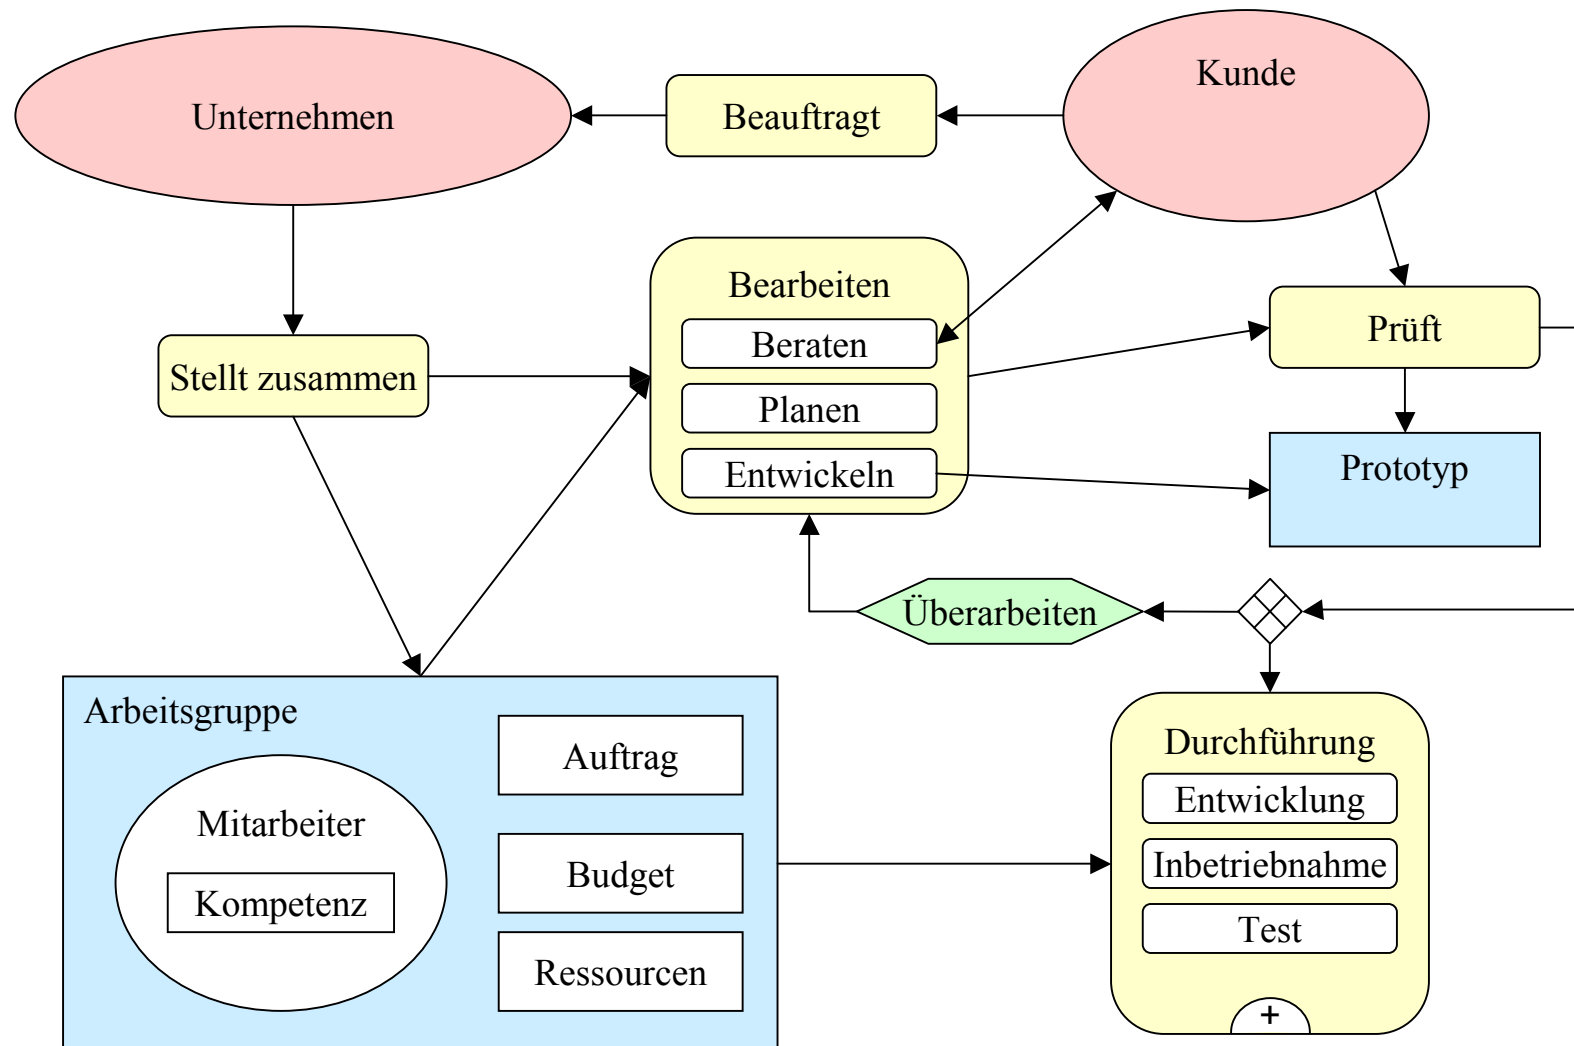 Kunde
Unternehmen
Beauftragt
Bearbeiten
Beraten
Planen
Entwickeln
Prüft
Stellt zusammen
Prototyp
Überarbeiten
Arbeitsgruppe
Auftrag
Mitarbeiter
Kompetenz
Budget
Ressourcen
Durchführung
Entwicklung
Inbetriebnahme
Test
+